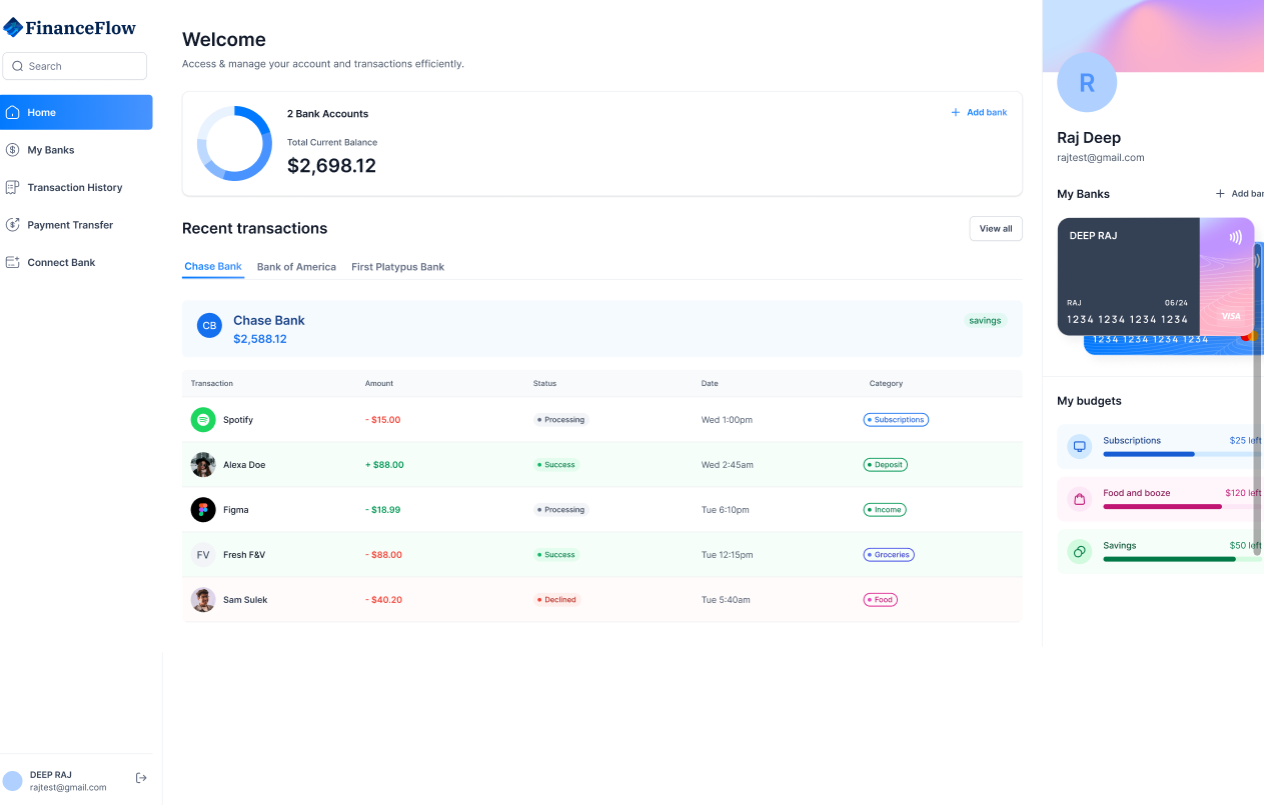 FinanceFlow
Search
Home
My Banks
Transaction History
Payment Transfer
Connect Bank
DEEP RAJ
rajtest@gmail.com
Welcome
Access & manage your account and transactions efficiently.
2 Bank Accounts
+ Add bank
Total Current Balance
$2,698.12
Recent transactions
View all
Chase Bank Bank of America First Platypus Bank
CB
Chase Bank
savings
$2,588.12
Transaction Amount Status Date Category
Spotify - $15.00 Processing Wed 1:00pm Subscriptions
Alexa Doe + $88.00 Success Wed 2:45am Deposit
Figma - $18.99 Processing Tue 6:10pm Income
FV Fresh F&V - $88.00 Success Tue 12:15pm Groceries
Sam Sulek - $40.20 Declined Tue 5:40am Food
R
Raj Deep
rajtest@gmail.com
My Banks + Add ban
DEEP RAJ
RAJ 06/24
1234 1234 1234 1234
VISA
1234 1234 1234 1234
My budgets
Subscriptions $25 left
Food and booze $120 left
Savings $50 left